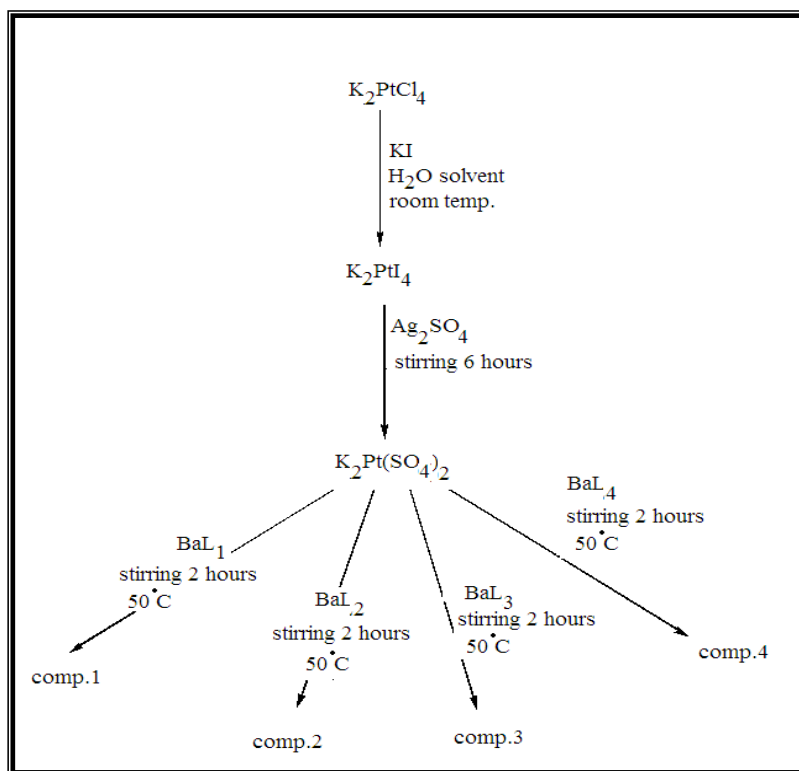 K2PtCl4
KI
H2O solvent
room temp.
K2PtI4
Ag2SO4
stirring 6 hours
K2Pt(SO4)2
BaL4
stirring 2 hours
50°C
BaL1
stirring 2 hours
50°C
BaL2
stirring 2 hours
50°C
BaL3
stirring 2 hours
50°C
comp.1
comp.2
comp.3
comp.4